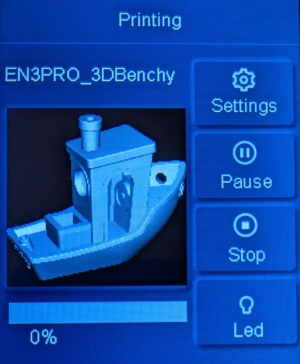 Printing
EN3PRO_3DBenchy
Settings
Pause
Stop
Led
0%